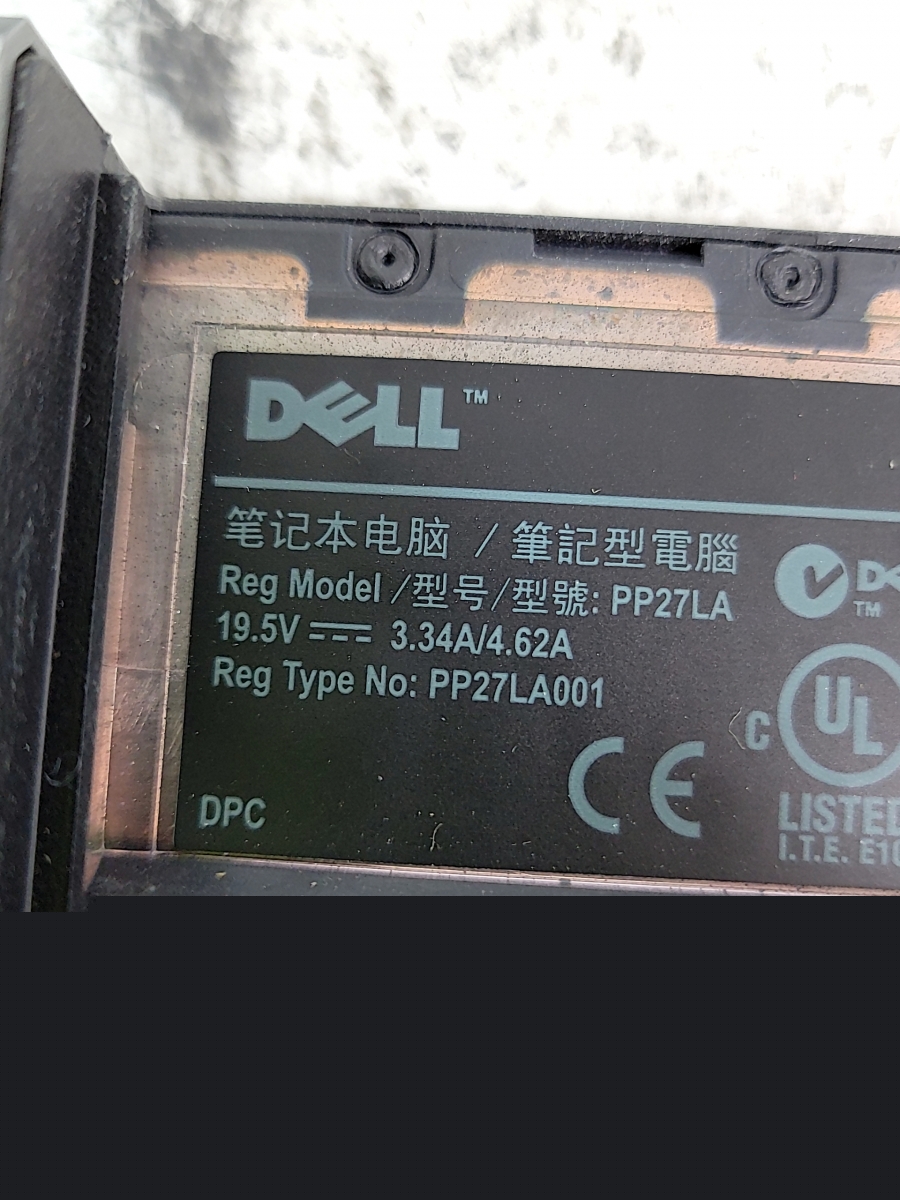 DELL™
笔记本电脑 / 筆記型電腦
Reg Model /型号/型號: PP27LA
19.5V ⎓ 3.34A/4.62A
Reg Type No: PP27LA001
DPC
CE
TM
C UL
LISTED
I.T.E.